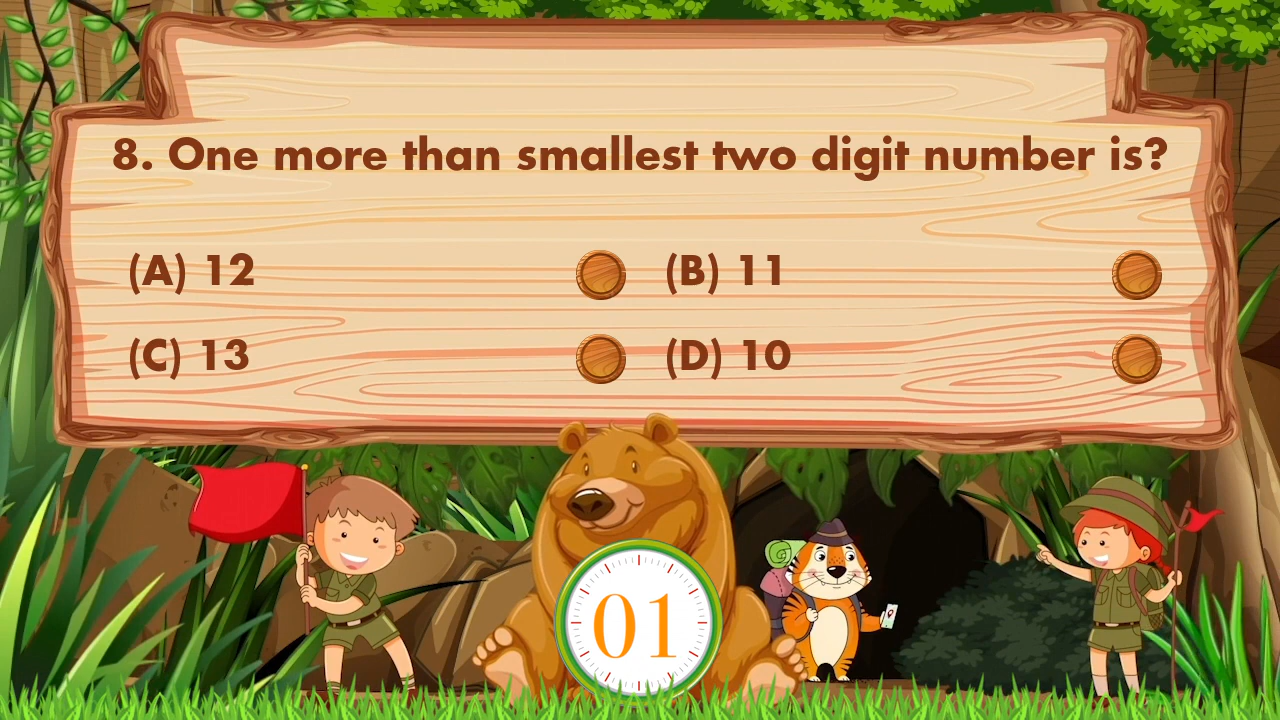 8. One more than smallest two digit number is?
(A) 12 (B) 11
(C) 13 (D) 10
01